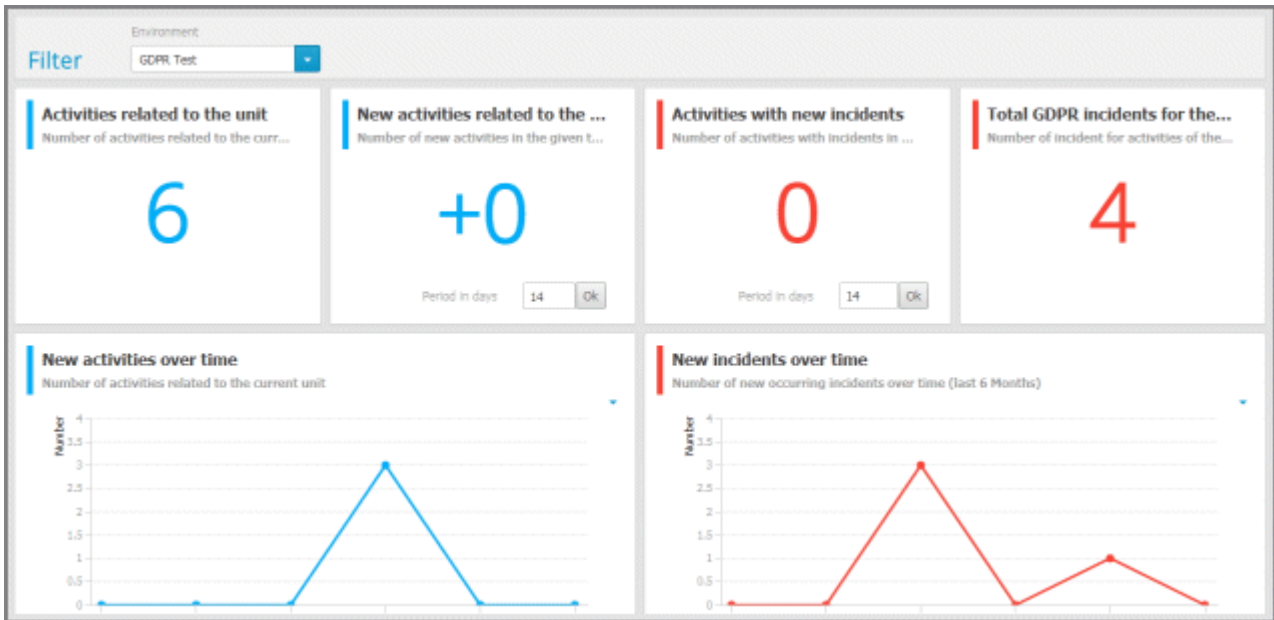 Environment
Filter
GDPR Test
Activities related to the unit
Number of activities related to the curr...
6
New activities related to the ...
Number of new activities in the given t...
+0
Period in days 14 Ok
Activities with new incidents
Number of activities with incidents in ...
0
Period in days 14 Ok
Total GDPR incidents for the...
Number of incident for activities of the...
4
New activities over time
Number of activities related to the current unit
Number
4
3.5
3
2.5
2
1.5
1
0.5
0
New incidents over time
Number of new occurring incidents over time (last 6 Months)
Number
4
3.5
3
2.5
2
1.5
1
0.5
0